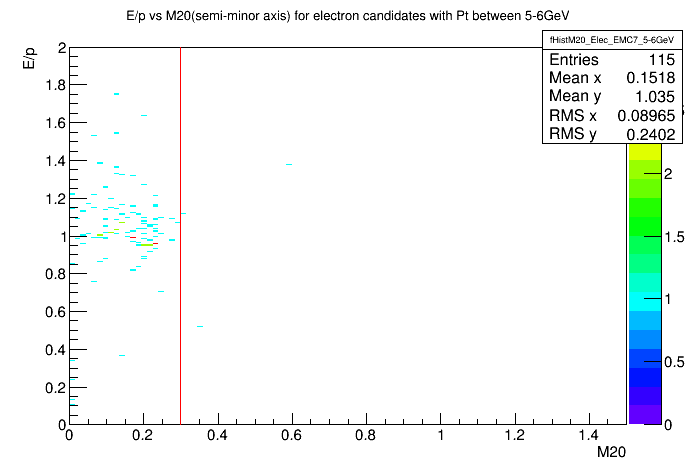 E/p vs M20(semi-minor axis) for electron candidates with Pt between 5-6GeV
fHistM20_Elec_EMC7_5-6GeV
Entries 115
Mean x 0.1518
Mean y 1.035
RMS x 0.08965
RMS y 0.2402
E/p
2
1.8
1.6
1.4
1.2
1
0.8
0.6
0.4
0.2
0
0 0.2 0.4 0.6 0.8 1 1.2 1.4
M20
2
1.5
1
0.5
0